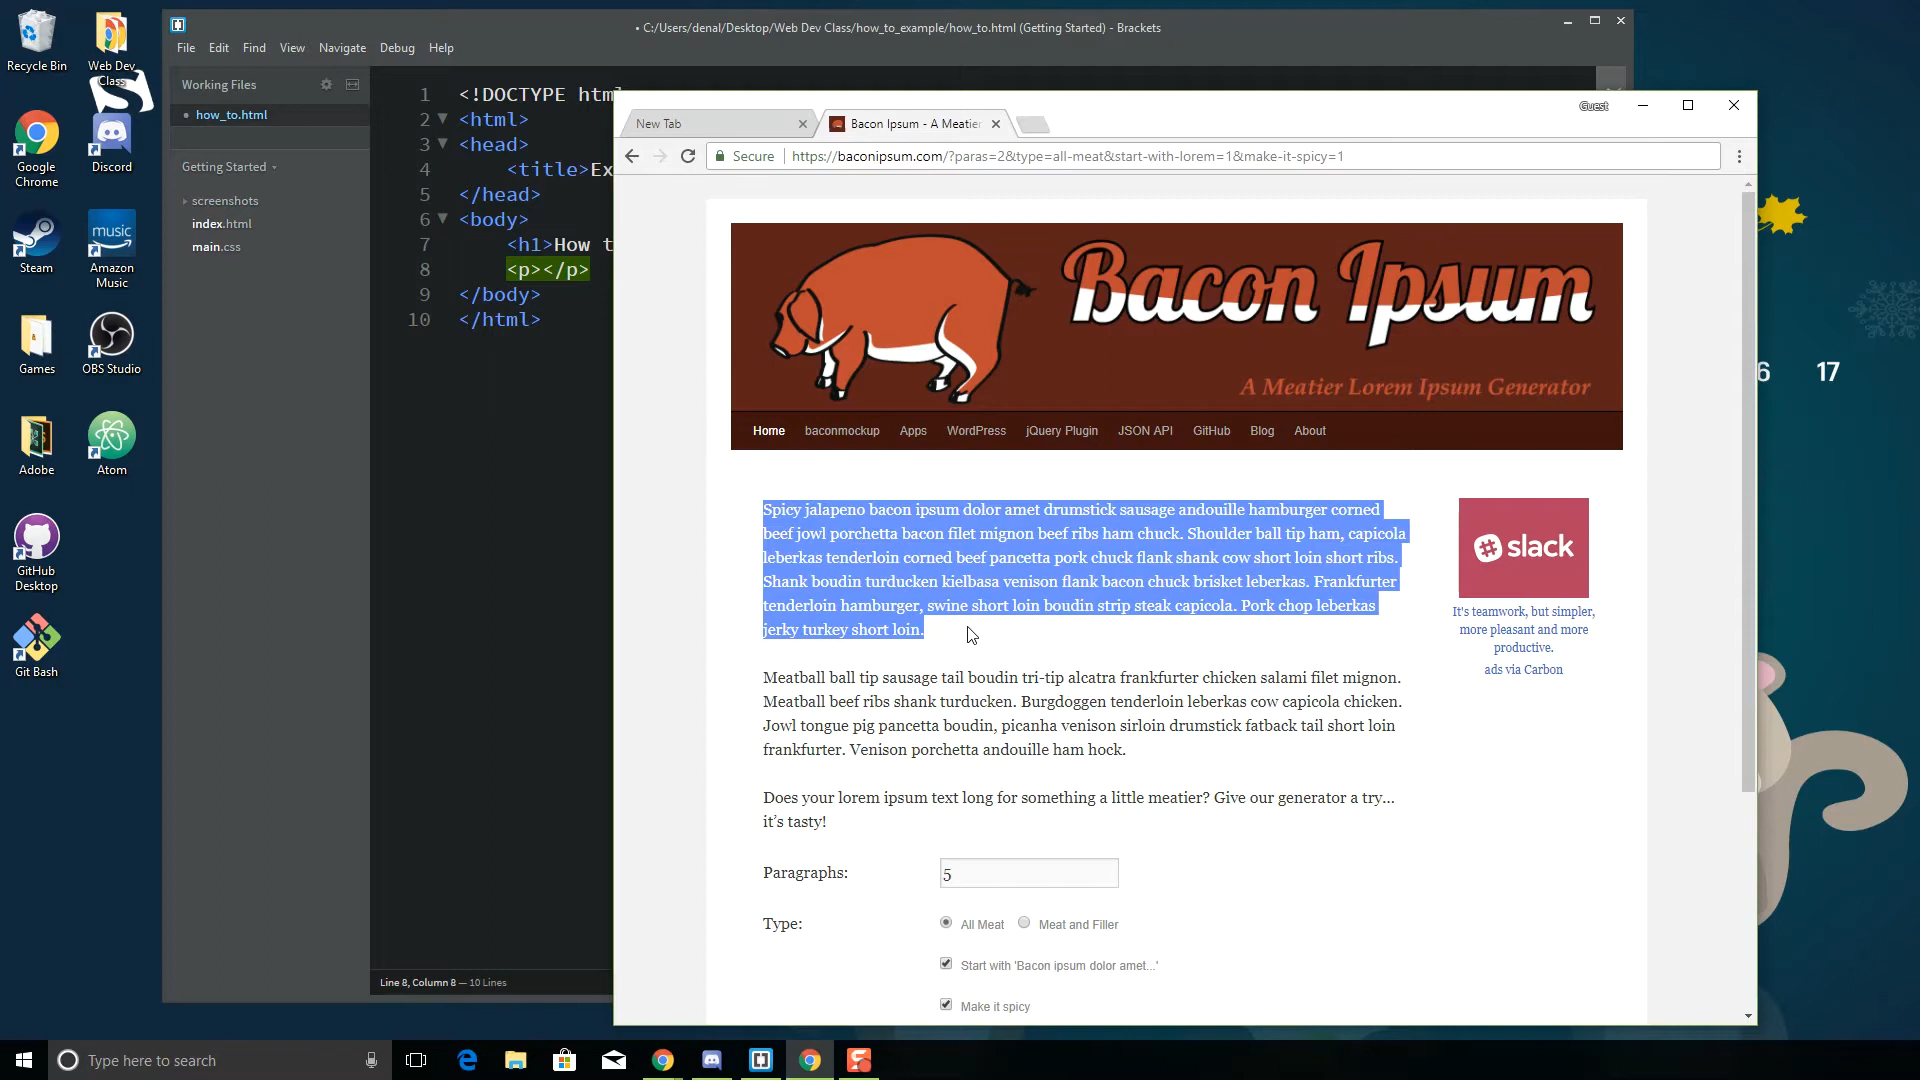 Recycle Bin
Web Dev Class
Google Chrome
Discord
Steam
Amazon Music
Games
OBS Studio
Adobe
Atom
GitHub Desktop
Git Bash
• C:/Users/denal/Desktop/Web Dev Class/how_to_example/how_to.html (Getting Started) - Brackets
File Edit Find View Navigate Debug Help
Working Files
how_to.html
Getting Started
screenshots
index.html
main.css
1 <!DOCTYPE html
2 <html>
3 <head>
4 <title>Ex
5 </head>
6 <body>
7 <h1>How t
8 <p></p>
9 </body>
10 </html>
Line 8, Column 8 — 10 Lines
Guest
New Tab
Bacon Ipsum - A Meatier
Secure https://baconipsum.com/?paras=2&type=all-meat&start-with-lorem=1&make-it-spicy=1
Bacon Ipsum
A Meatier Lorem Ipsum Generator
Home baconmockup Apps WordPress jQuery Plugin JSON API GitHub Blog About
Spicy jalapeno bacon ipsum dolor amet drumstick sausage andouille hamburger corned
beef jowl porchetta bacon filet mignon beef ribs ham chuck. Shoulder ball tip ham, capicola
leberkas tenderloin corned beef pancetta pork chuck flank shank cow short loin short ribs.
Shank boudin turducken kielbasa venison flank bacon chuck brisket leberkas. Frankfurter
tenderloin hamburger, swine short loin boudin strip steak capicola. Pork chop leberkas
jerky turkey short loin.
Meatball ball tip sausage tail boudin tri-tip alcatra frankfurter chicken salami filet mignon.
Meatball beef ribs shank turducken. Burgdoggen tenderloin leberkas cow capicola chicken.
Jowl tongue pig pancetta boudin, picanha venison sirloin drumstick fatback tail short loin
frankfurter. Venison porchetta andouille ham hock.
Does your lorem ipsum text long for something a little meatier? Give our generator a try…
it's tasty!
Paragraphs: 5
Type: All Meat Meat and Filler
Start with 'Bacon ipsum dolor amet...'
Make it spicy
slack
It's teamwork, but simpler,
more pleasant and more
productive.
ads via Carbon
6 17
Type here to search